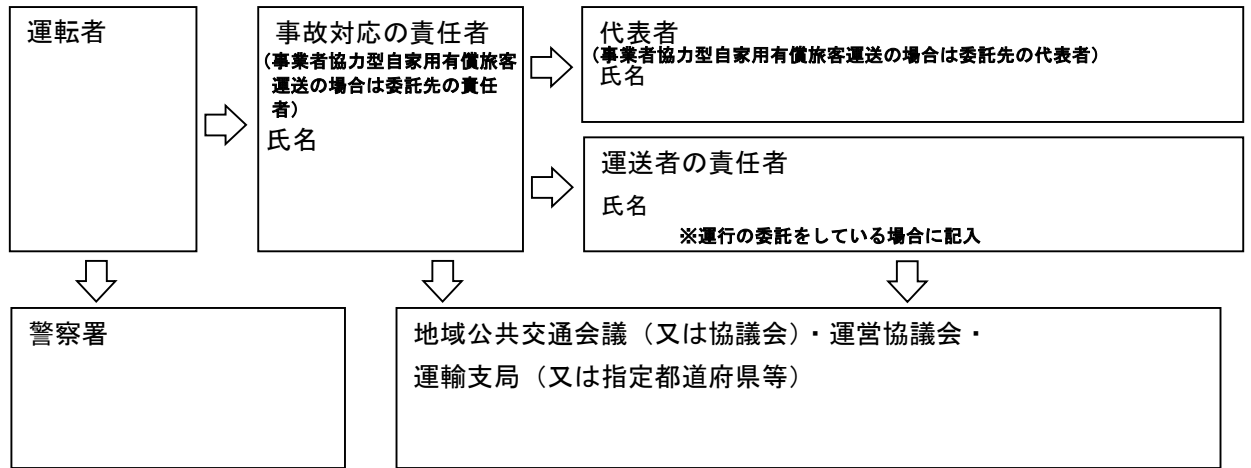 運転者
事故対応の責任者
（事業者協力型自家用有償旅客
運送の場合は委託先の責任
者）
氏名
代表者
（事業者協力型自家用有償旅客運送の場合は委託先の代表者）
氏名
運送者の責任者
氏名
※運行の委託をしている場合に記入
警察署
地域公共交通会議（又は協議会）・運営協議会・
運輸支局（又は指定都道府県等）